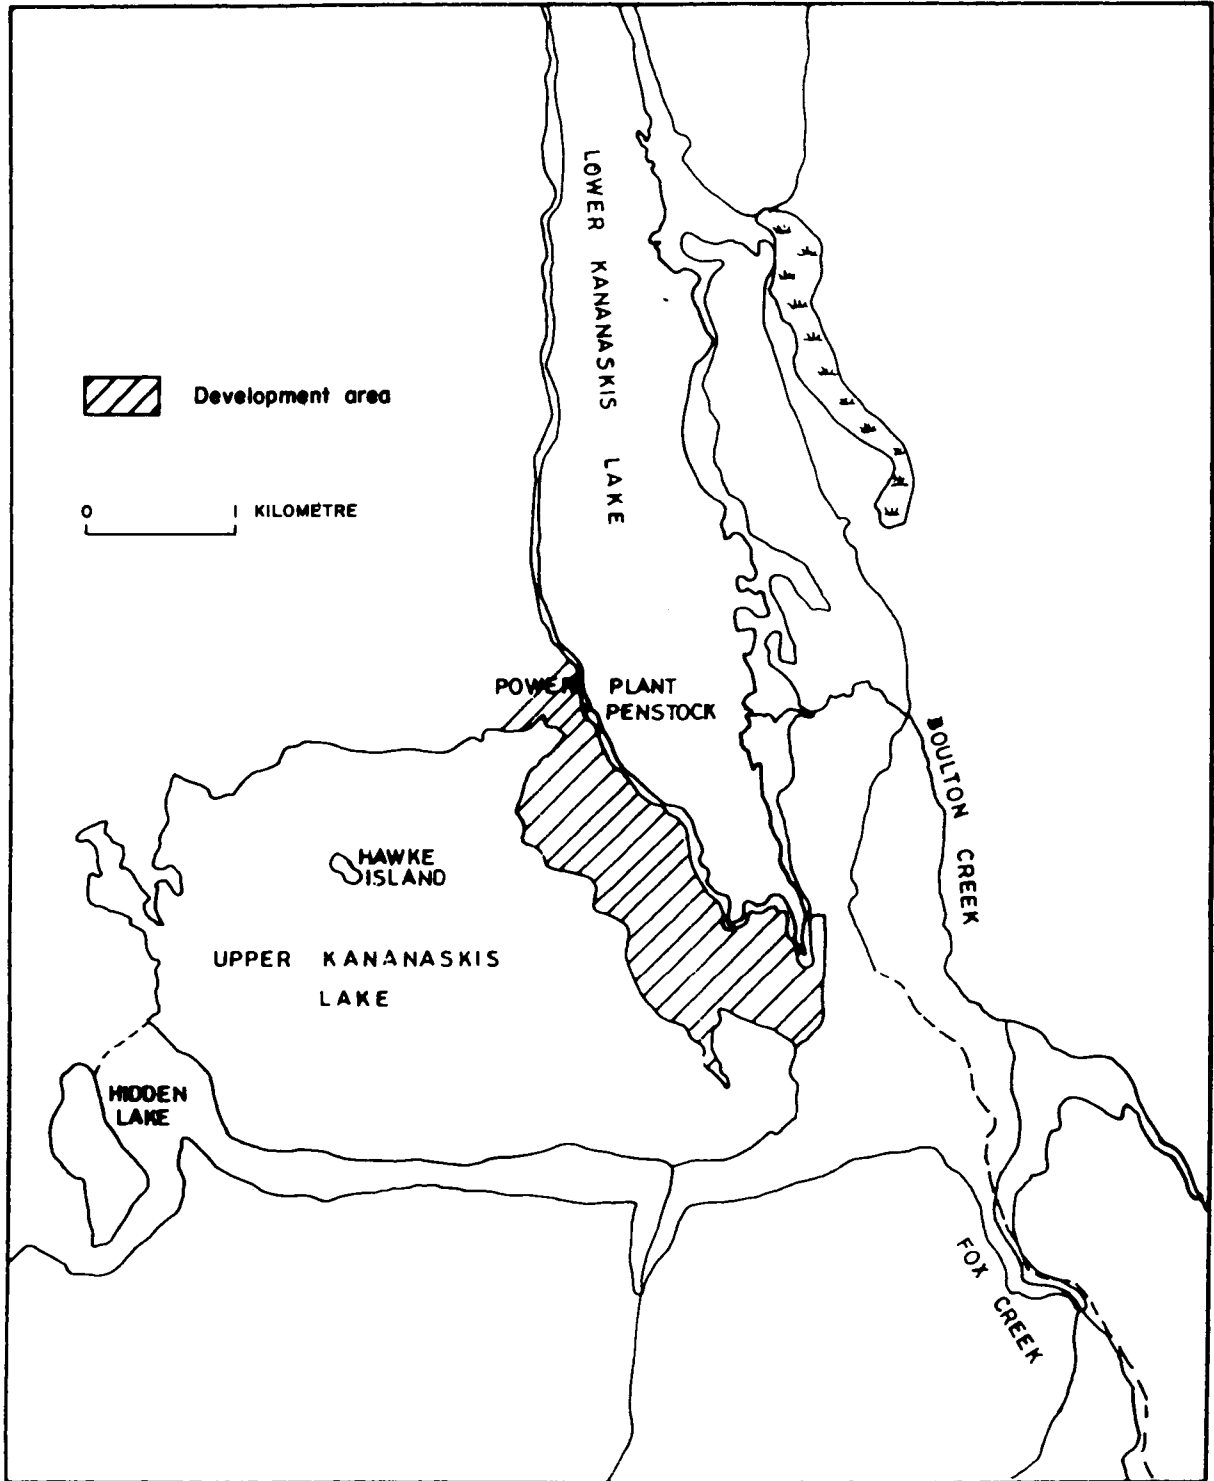 LOWER KANANASKIS LAKE
Development area
0 1 KILOMETRE
POWER PLANT
PENSTOCK
BOULTON CREEK
HAWKE
ISLAND
UPPER KANANASKIS
LAKE
HIDDEN
LAKE
FOX CREEK